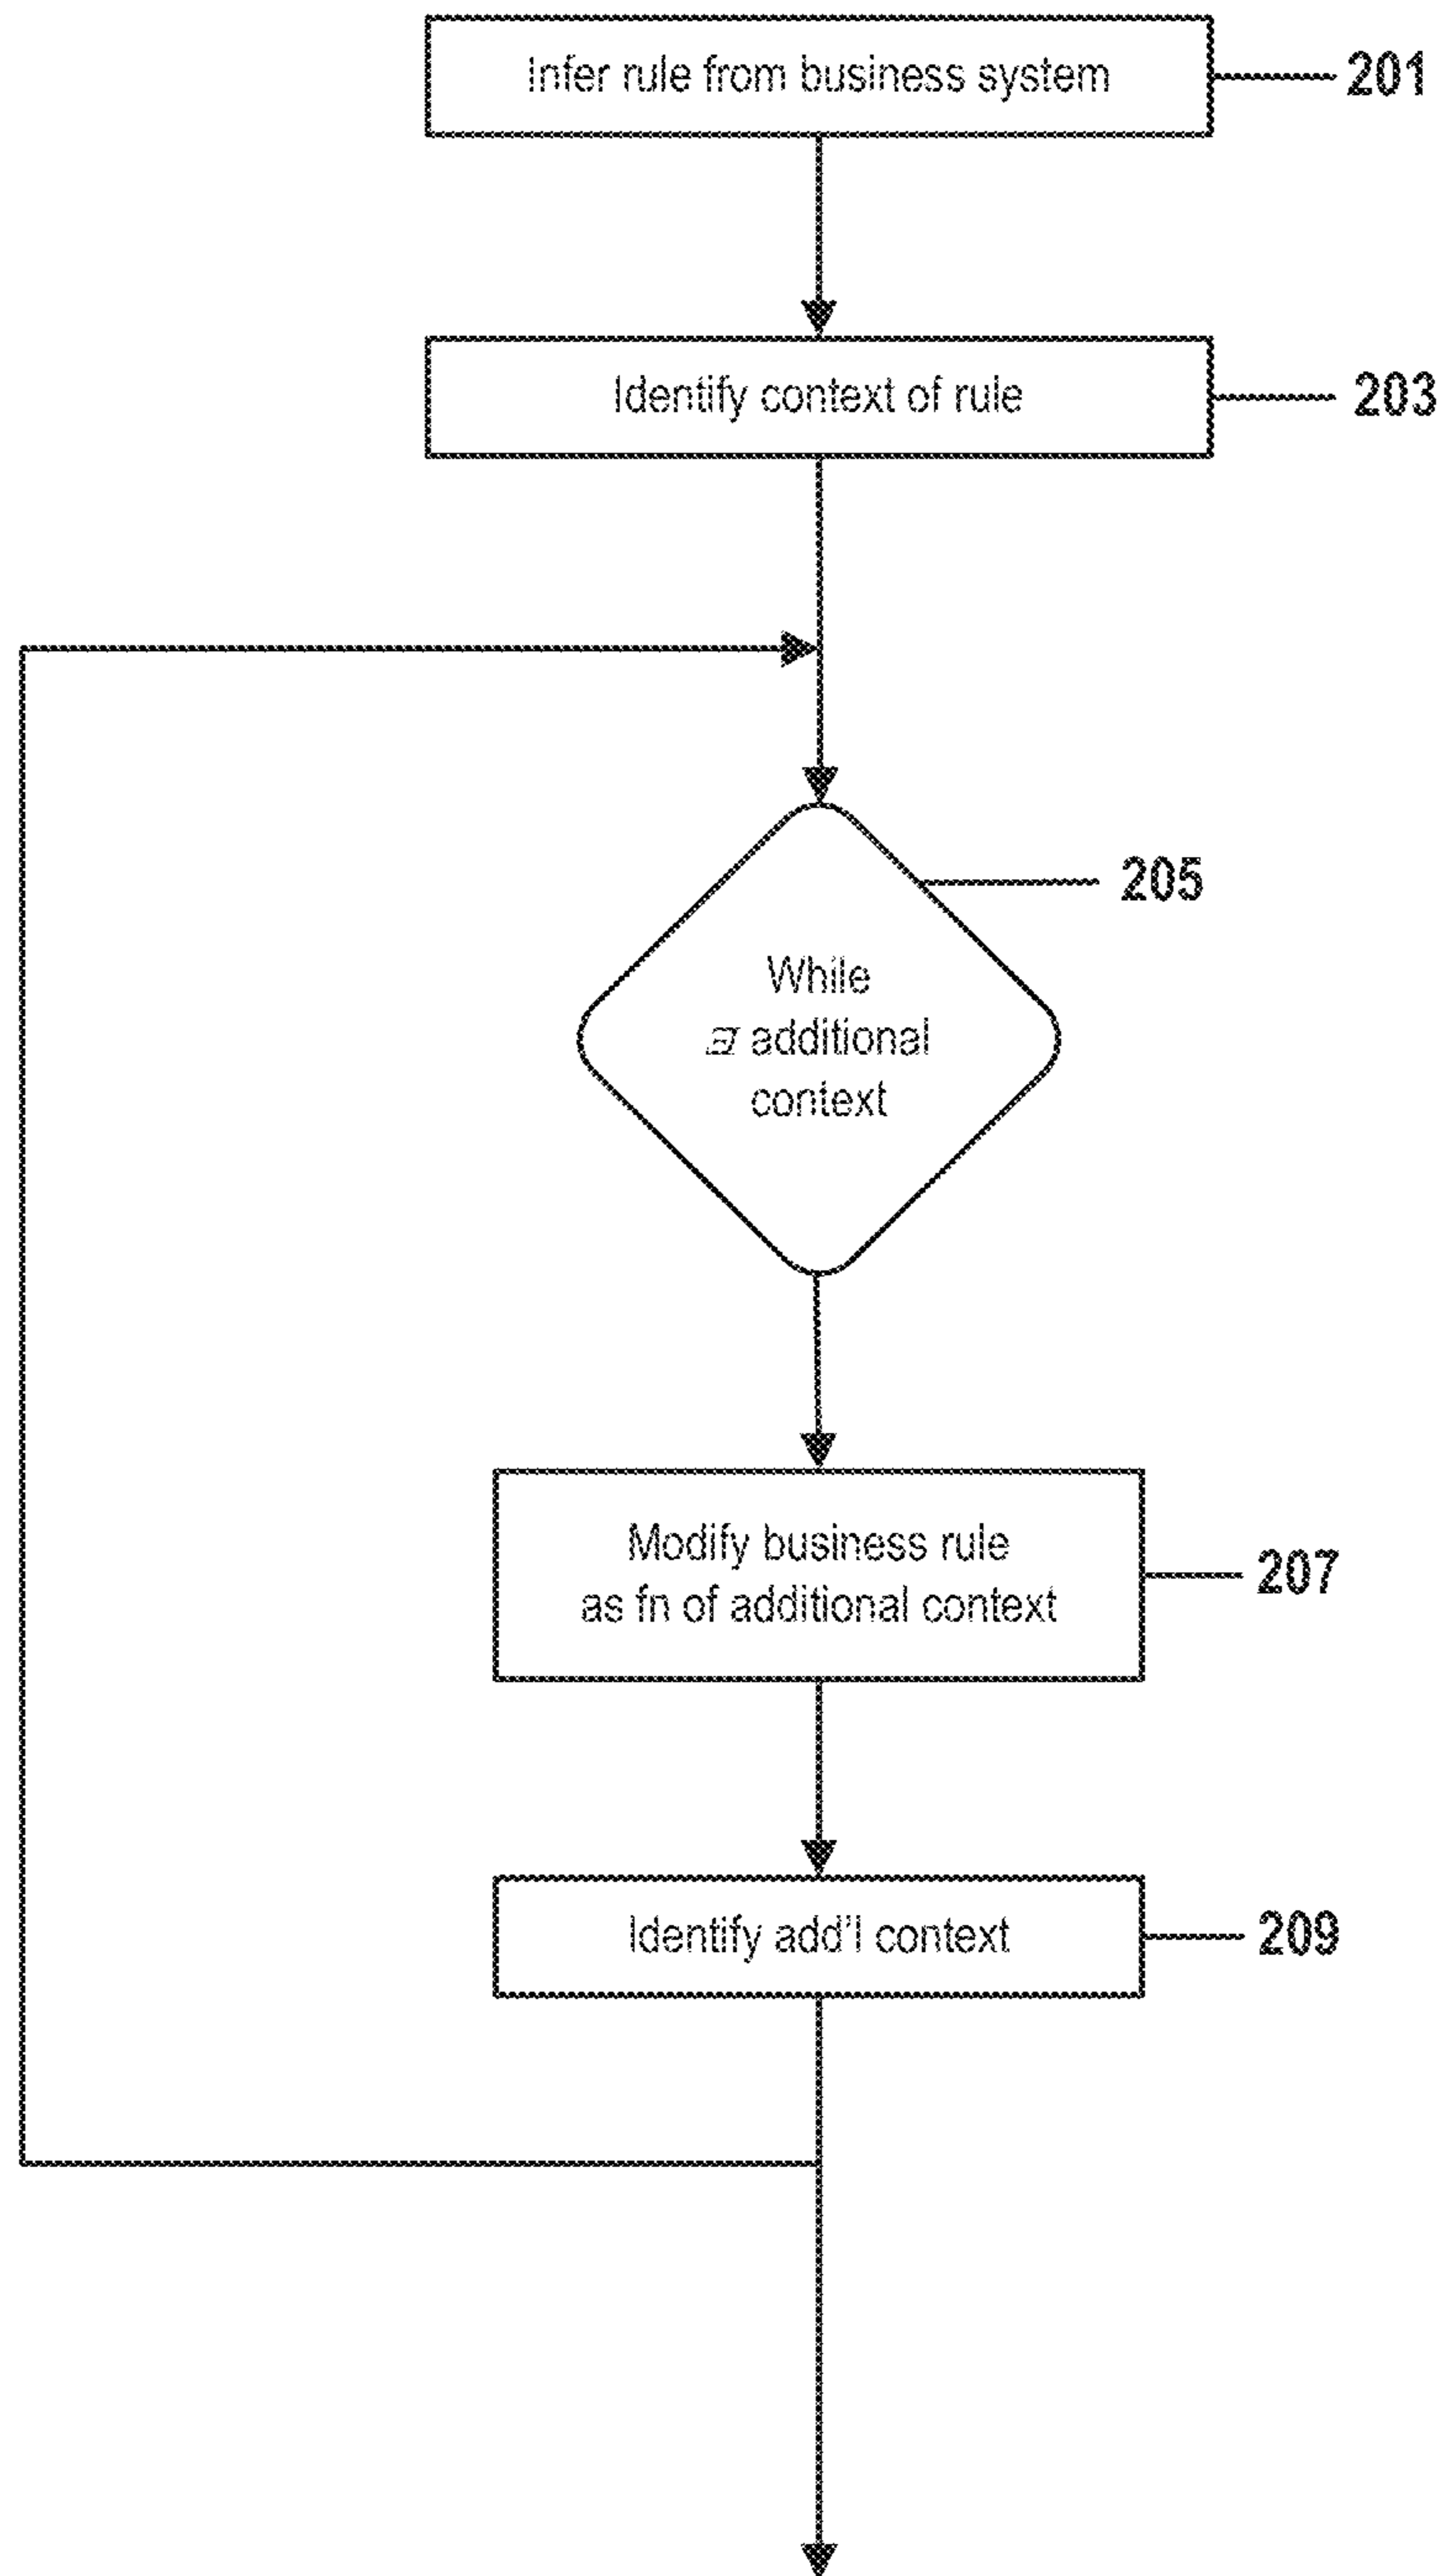 Infer rule from business system
201
Identify context of rule
203
205
While
additional
context
Modify business rule
as fn of additional context
207
Identify add'l context
209